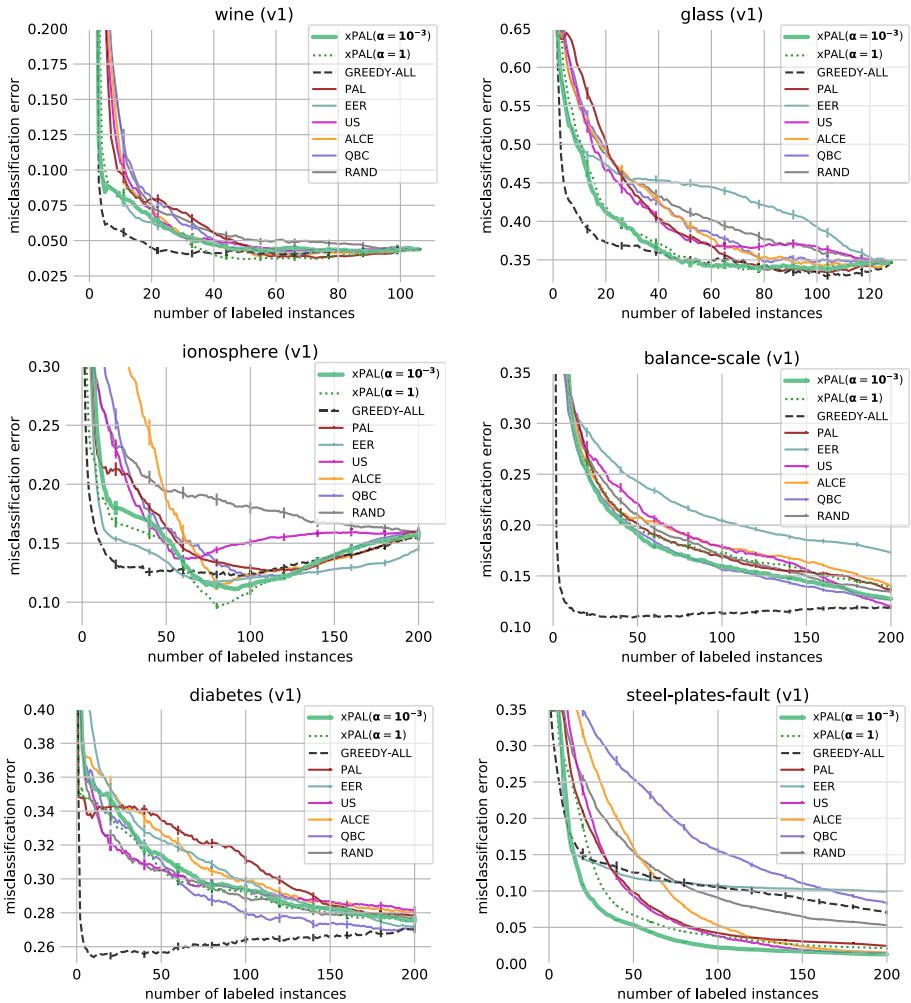 wine (v1)
misclassification error
0.200
0.175
0.150
0.125
0.100
0.075
0.050
0.025
0 20 40 60 80 100
number of labeled instances
xPAL(α = 10⁻³)
xPAL(α = 1)
GREEDY-ALL
PAL
EER
US
ALCE
QBC
RAND
glass (v1)
misclassification error
0.65
0.60
0.55
0.50
0.45
0.40
0.35
0 20 40 60 80 100 120
number of labeled instances
xPAL(α = 10⁻³)
xPAL(α = 1)
GREEDY-ALL
PAL
EER
US
ALCE
QBC
RAND
ionosphere (v1)
misclassification error
0.30
0.25
0.20
0.15
0.10
0 50 100 150 200
number of labeled instances
xPAL(α = 10⁻³)
xPAL(α = 1)
GREEDY-ALL
PAL
EER
US
ALCE
QBC
RAND
balance-scale (v1)
misclassification error
0.35
0.30
0.25
0.20
0.15
0.10
0 50 100 150 200
number of labeled instances
xPAL(α = 10⁻³)
xPAL(α = 1)
GREEDY-ALL
PAL
EER
US
ALCE
QBC
RAND
diabetes (v1)
misclassification error
0.40
0.38
0.36
0.34
0.32
0.30
0.28
0.26
0 50 100 150 200
number of labeled instances
xPAL(α = 10⁻³)
xPAL(α = 1)
GREEDY-ALL
PAL
EER
US
ALCE
QBC
RAND
steel-plates-fault (v1)
misclassification error
0.35
0.30
0.25
0.20
0.15
0.10
0.05
0.00
0 50 100 150 200
number of labeled instances
xPAL(α = 10⁻³)
xPAL(α = 1)
GREEDY-ALL
PAL
EER
US
ALCE
QBC
RAND